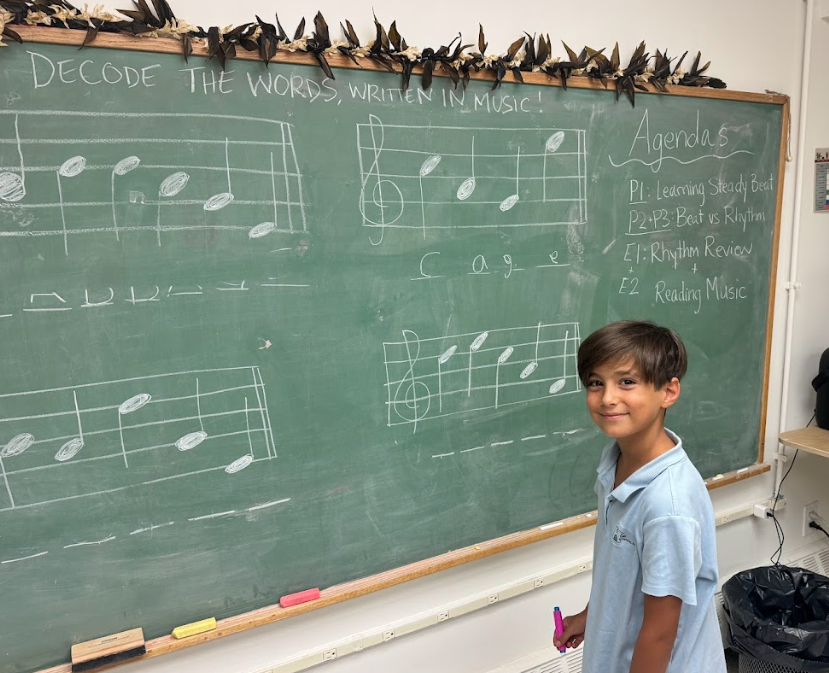 DECODE THE WORDS, WRITTEN IN MUSIC!
c a g e
Agendas
P1: Learning Steady Beat
P2+P3: Beat vs Rhythm
E1: Rhythm Review
+ +
E2 Reading Music